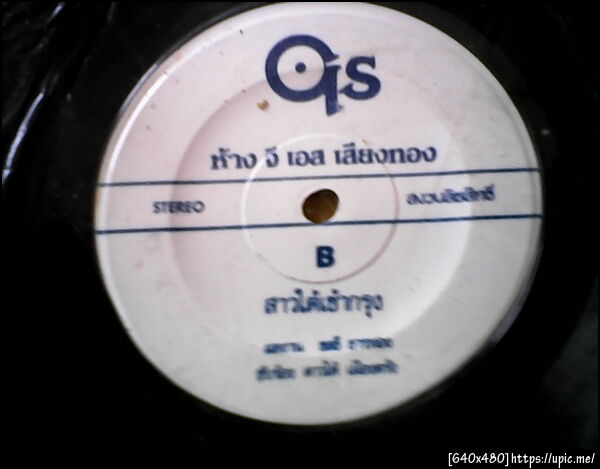 GS
ห้าง จี เอส เสียงทอง
STEREO
สงวนลิขสิทธิ์
B
สาวใต้เข้ากรุง
[640x480]https://upic.me/